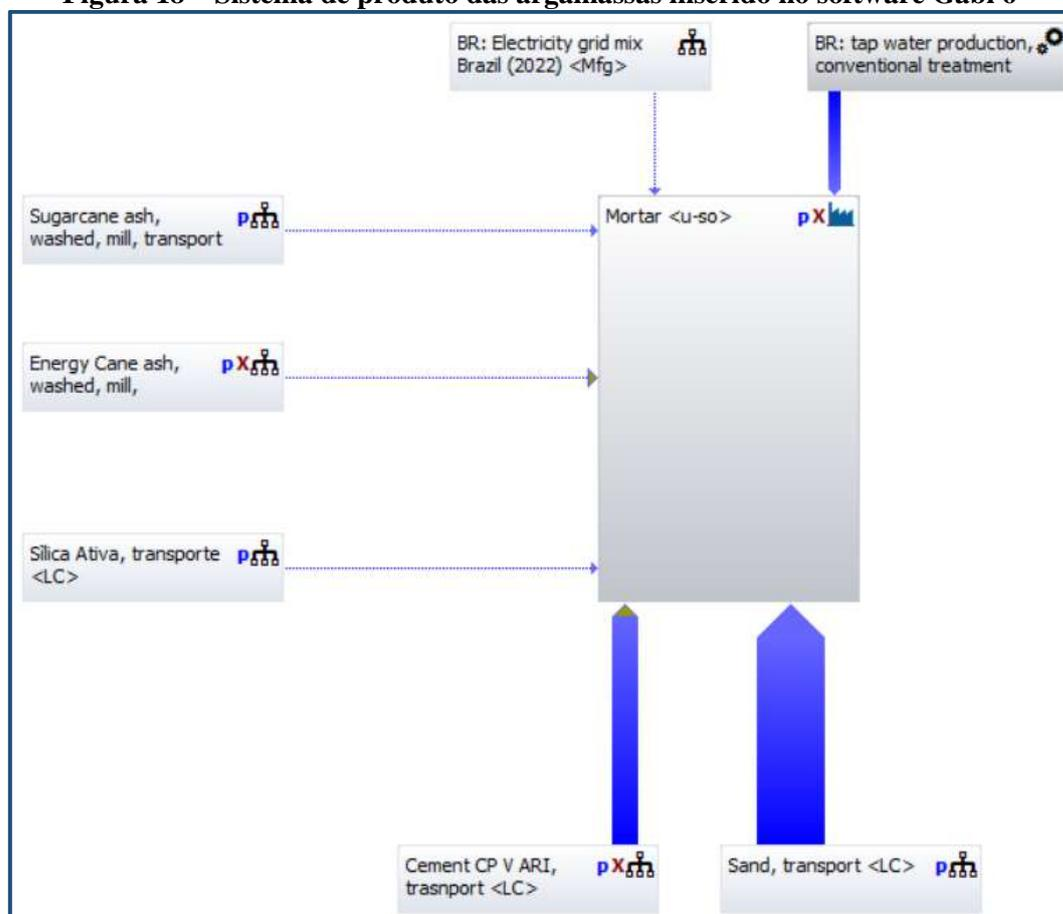 Figura 18 – Sistema de produto das argamassas inserido no software Gabi 6
BR: Electricity grid mix
Brazil (2022) <Mfg>
BR: tap water production,
conventional treatment
Sugarcane ash,
washed, mill, transport
p
Mortar <u-so>
p X
Energy Cane ash,
washed, mill,
p X
Sílica Ativa, transporte
<LC>
p
Cement CP V ARI,
trasnport <LC>
p X
Sand, transport <LC>
p